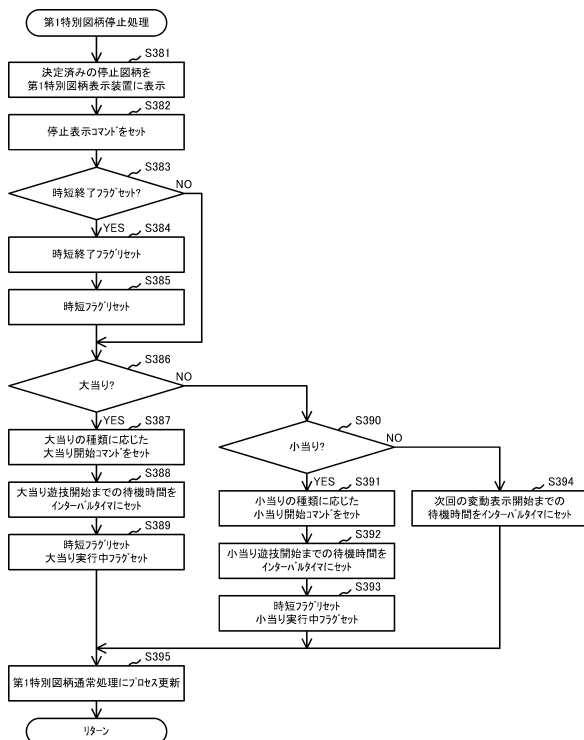 第1特別図柄停止処理
S381
決定済みの停止図柄を
第1特別図柄表示装置に表示
S382
停止表示コマンドをセット
S383
時短終了フラグセット?
NO
YES
S384
時短終了フラグリセット
S385
時短フラグリセット
S386
大当り?
NO
YES
S387
大当りの種類に応じた
大当り開始コマンドをセット
S388
大当り遊技開始までの待機時間を
インターバルタイマにセット
S389
時短フラグリセット
大当り実行中フラグセット
S390
小当り?
NO
YES
S391
小当りの種類に応じた
小当り開始コマンドをセット
S392
小当り遊技開始までの待機時間を
インターバルタイマにセット
S393
時短フラグリセット
小当り実行中フラグセット
S394
次回の変動表示開始までの
待機時間をインターバルタイマにセット
S395
第1特別図柄通常処理にプロセス更新
リターン